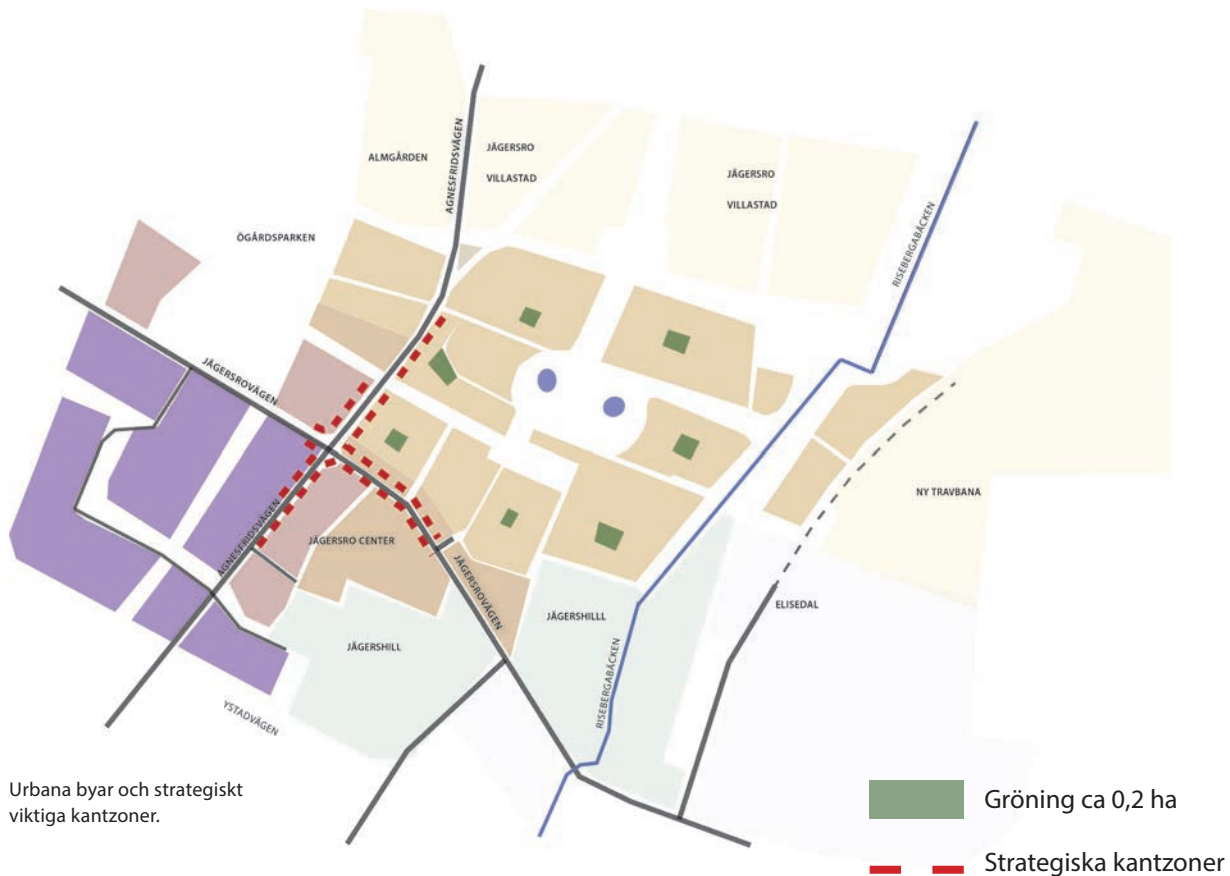 ALMGÅRDEN
AGNESFRIDSVÄGEN
JÄGERSRO
VILLASTAD
JÄGERSRO
VILLASTAD
RISEBERGABÄCKEN
ÖGÅRDSPARKEN
JÄGERSROVÄGEN
NY TRAVBANA
AGNESFRIDSVÄGEN
JÄGERSRO CENTER
JÄGERSROVÄGEN
ELISEDAL
JÄGERSHILLL
JÄGERSHILL
RISEBERGABÄCKEN
YSTADVÄGEN
Urbana byar och strategiskt
viktiga kantzoner.
Gröning ca 0,2 ha
Strategiska kantzoner